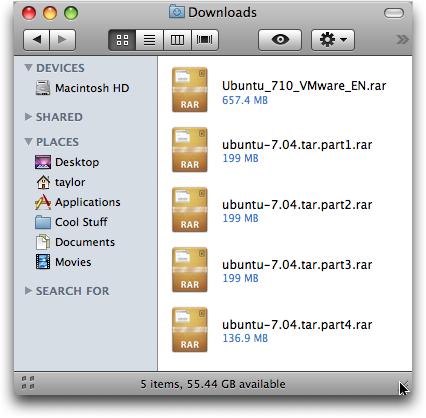 Downloads
DEVICES
Macintosh HD
SHARED
PLACES
Desktop
taylor
Applications
Cool Stuff
Documents
Movies
SEARCH FOR
RAR
Ubuntu_710_VMware_EN.rar
657.4 MB
RAR
ubuntu-7.04.tar.part1.rar
199 MB
RAR
ubuntu-7.04.tar.part2.rar
199 MB
RAR
ubuntu-7.04.tar.part3.rar
199 MB
RAR
ubuntu-7.04.tar.part4.rar
136.9 MB
5 items, 55.44 GB available